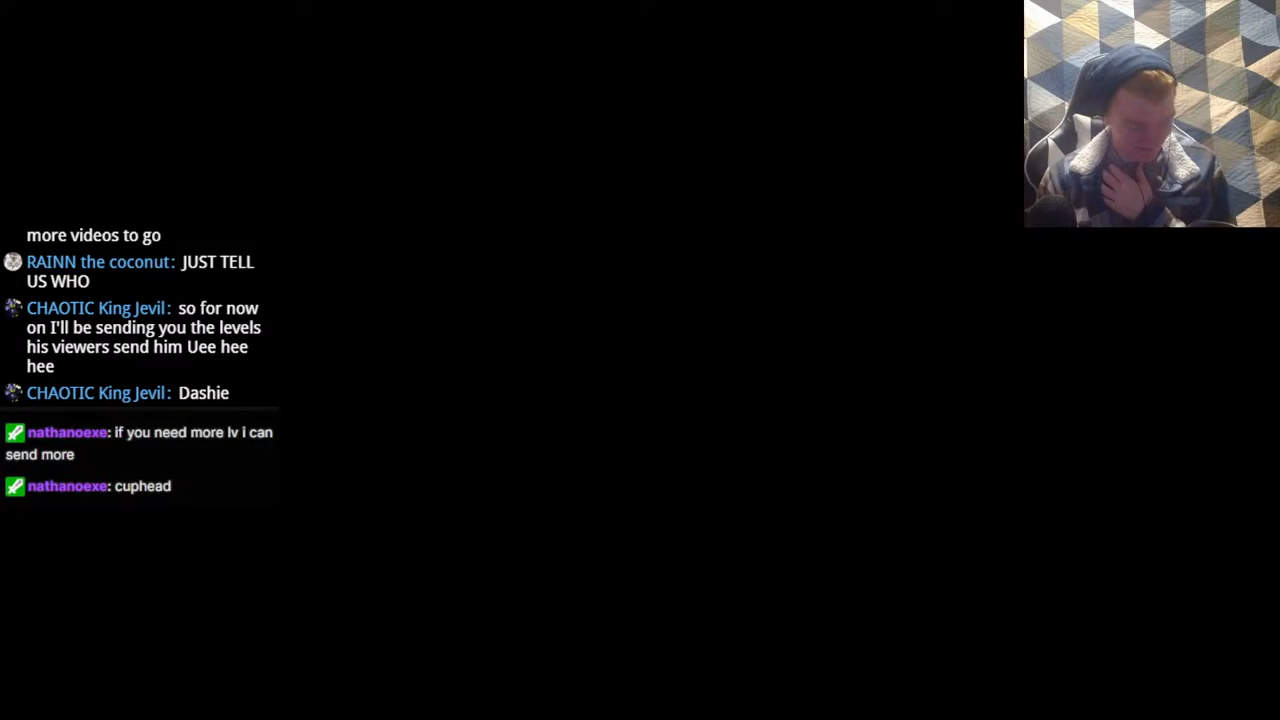 more videos to go
RAINN the coconut: JUST TELL
US WHO
CHAOTIC King Jevil: so for now
on I'll be sending you the levels
his viewers send him Uee hee
hee
CHAOTIC King Jevil: Dashie
nathanoexe: if you need more lv i can
send more
nathanoexe: cuphead